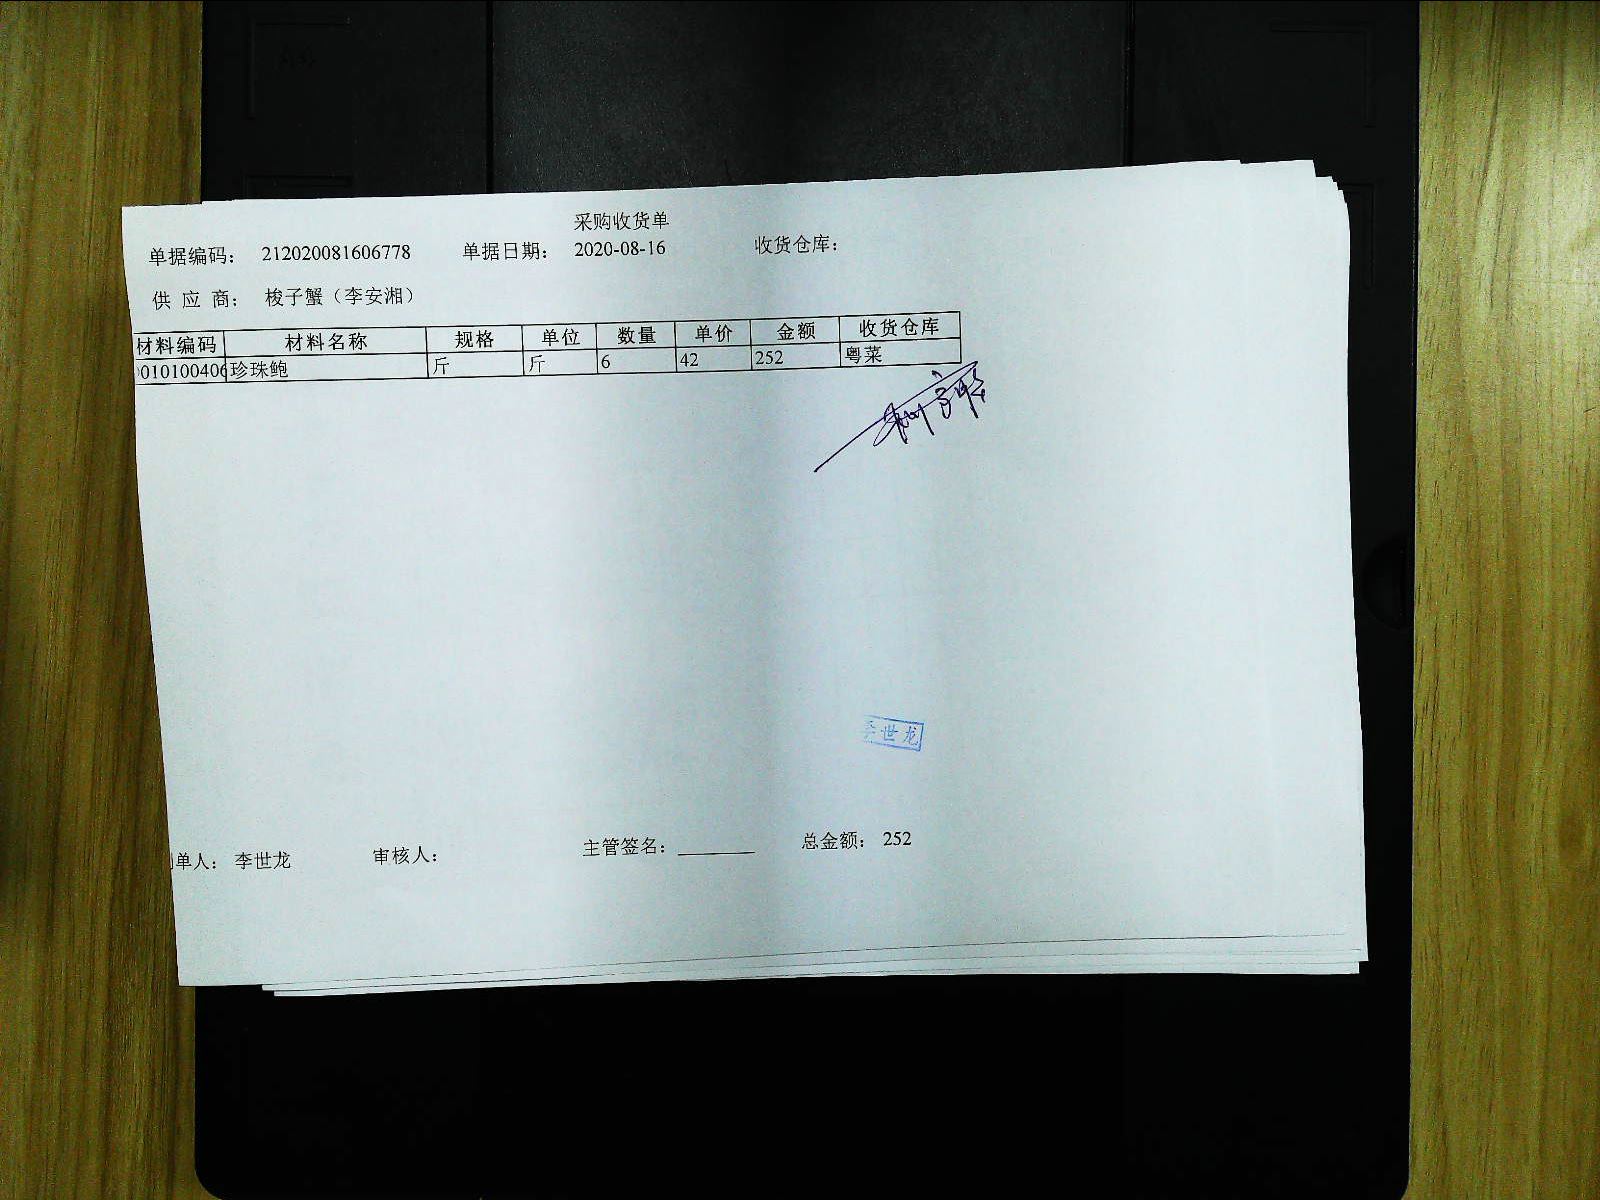 采购收货单
单据编码： 212020081606778 单据日期： 2020-08-16 收货仓库：
供 应 商： 梭子蟹（李安湘）
材料编码 材料名称 规格 单位 数量 单价 金额 收货仓库
010100406 珍珠鲍 斤 斤 6 42 252 粤菜
李世龙
单人： 李世龙 审核人： 主管签名： 总金额： 252